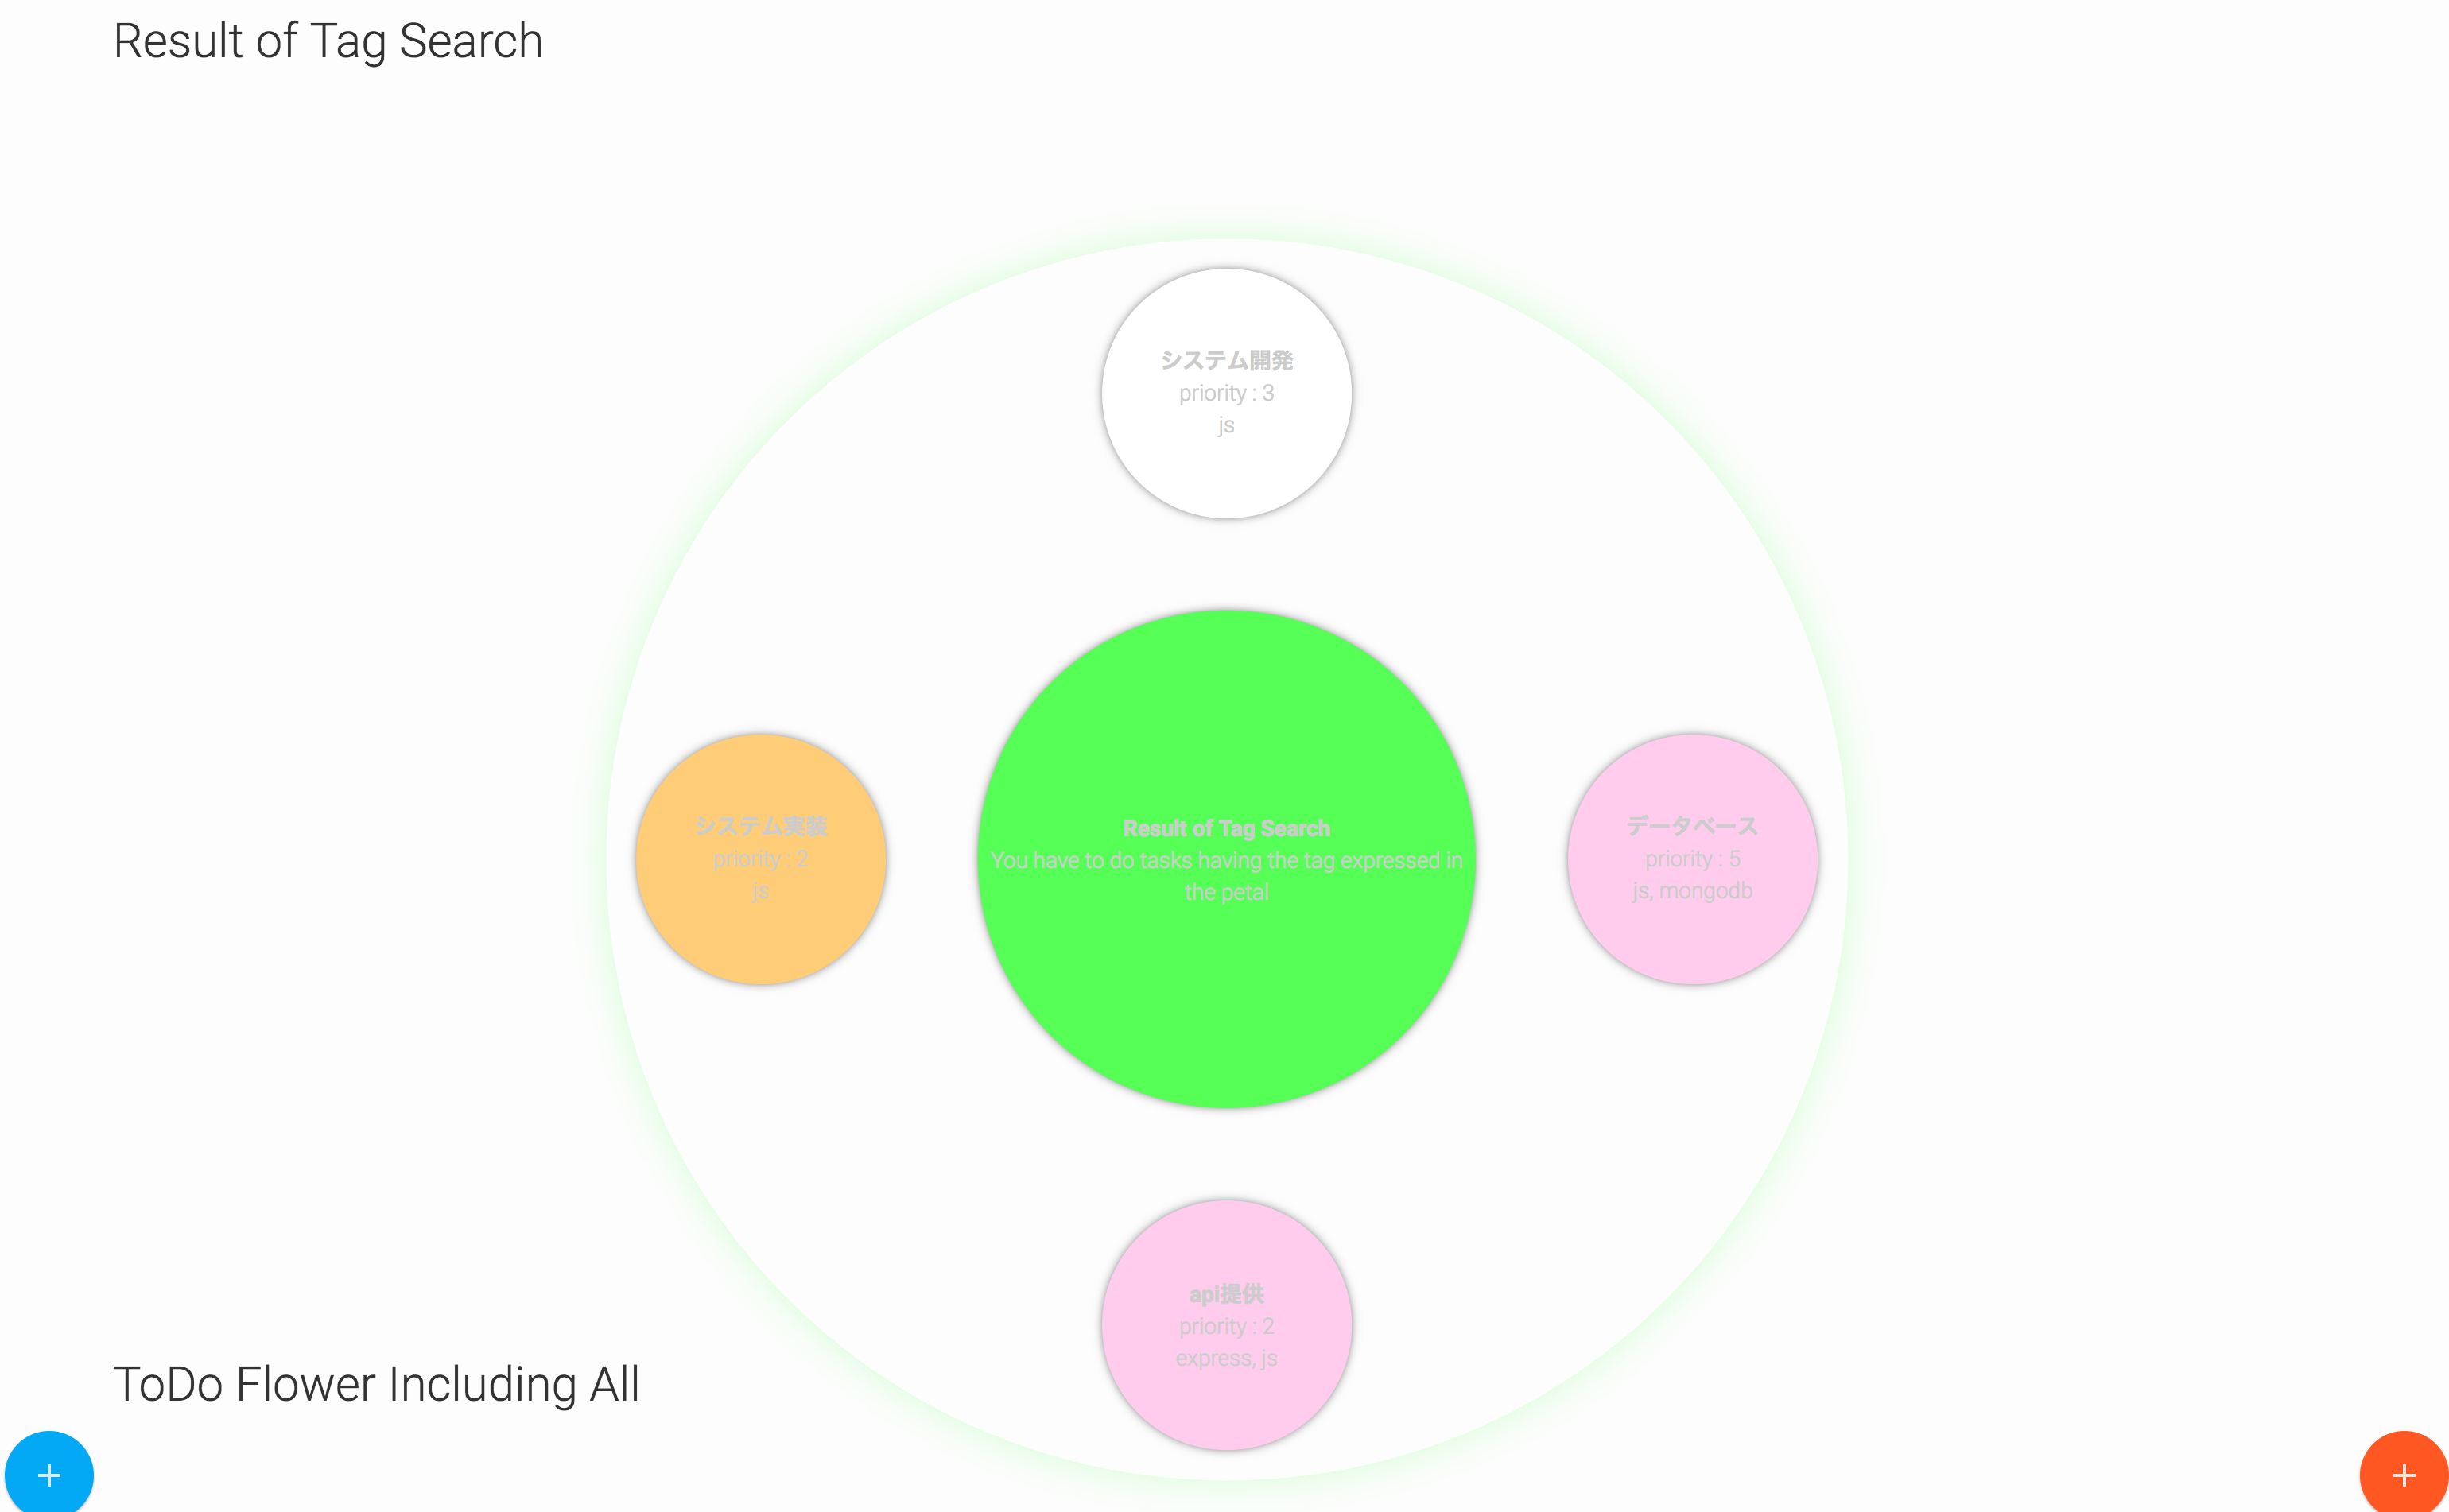 Result of Tag Search
システム開発
priority : 3
js
システム実装
priority : 2
js
Result of Tag Search
You have to do tasks having the tag expressed in
the petal
データベース
priority : 5
js, mongodb
api提供
priority : 2
express, js
ToDo Flower Including All
+
+